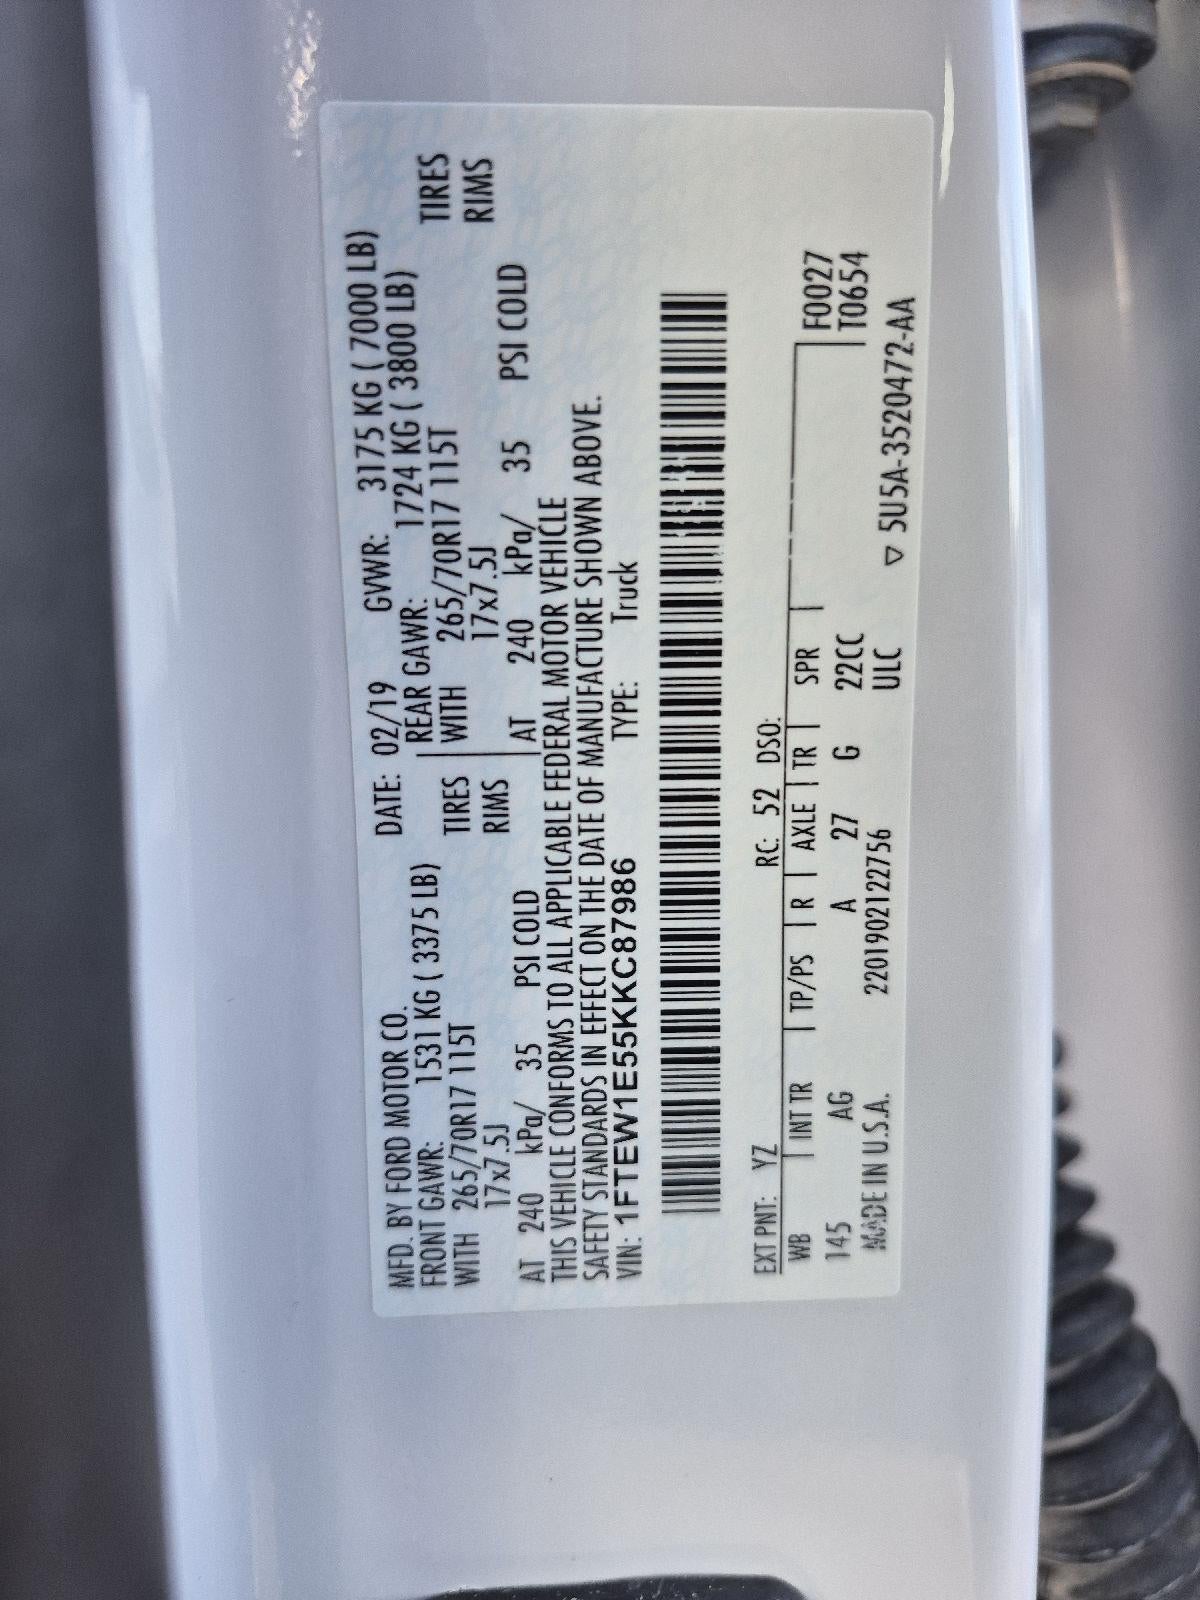 MFD. BY FORD MOTOR CO.
DATE: 02/19 GVWR: 3175 KG ( 7000 LB)
FRONT GAWR: 1531 KG ( 3375 LB) REAR GAWR: 1724 KG ( 3800 LB)
WITH 265/70R17 115T TIRES WITH 265/70R17 115T TIRES
17x7.5J RIMS 17x7.5J RIMS
AT 240 kPa/ 35 PSI COLD AT 240 kPa/ 35 PSI COLD
THIS VEHICLE CONFORMS TO ALL APPLICABLE FEDERAL MOTOR VEHICLE
SAFETY STANDARDS IN EFFECT ON THE DATE OF MANUFACTURE SHOWN ABOVE.
VIN: 1FTEW1E55KKC87986 TYPE: Truck
EXT PNT: YZ RC: 52 DSO:
WB INT TR TP/PS R AXLE TR SPR F0027
145 AG A 27 G 22CC T0654
MADE IN U.S.A. 2201902122756 ULC
▽ 5U5A-3520472-AA